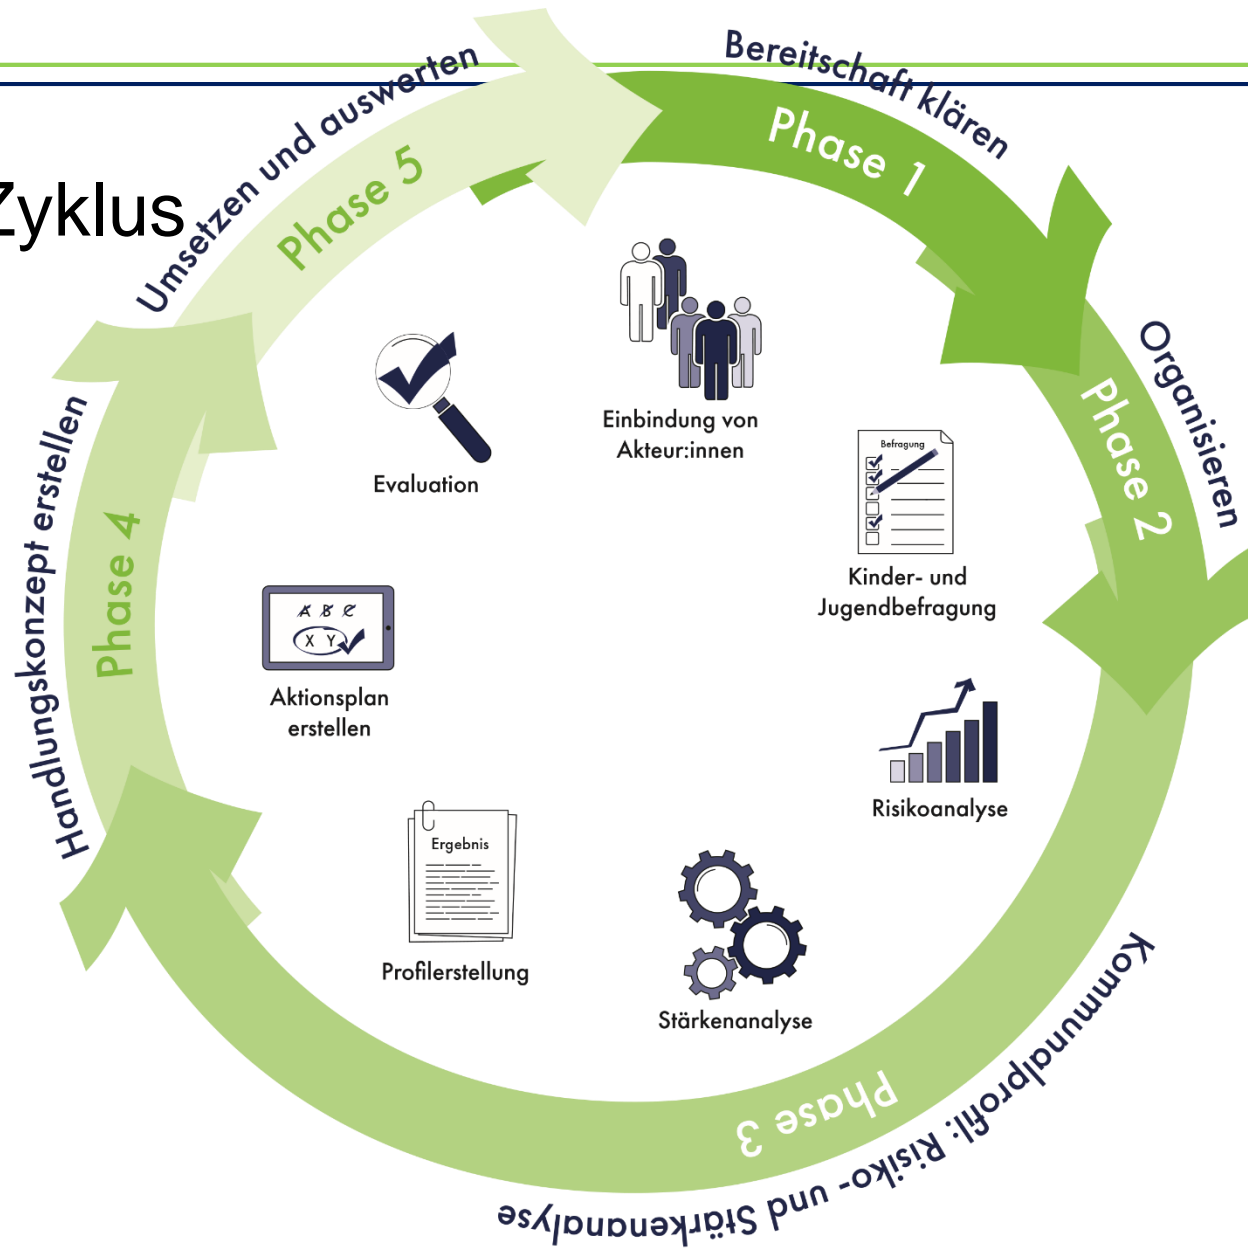 Zyklus
Bereitschaft klären
Phase 1
Organisieren
Phase 2
Kommunalprofil: Risiko- und Stärkenanalyse
Phase 3
Handlungskonzept erstellen
Phase 4
Umsetzen und auswerten
Phase 5
Einbindung von
Akteur:innen
Befragung
Kinder- und
Jugendbefragung
Risikoanalyse
Stärkenanalyse
Ergebnis
Profilerstellung
A B C
X Y
Aktionsplan
erstellen
Evaluation